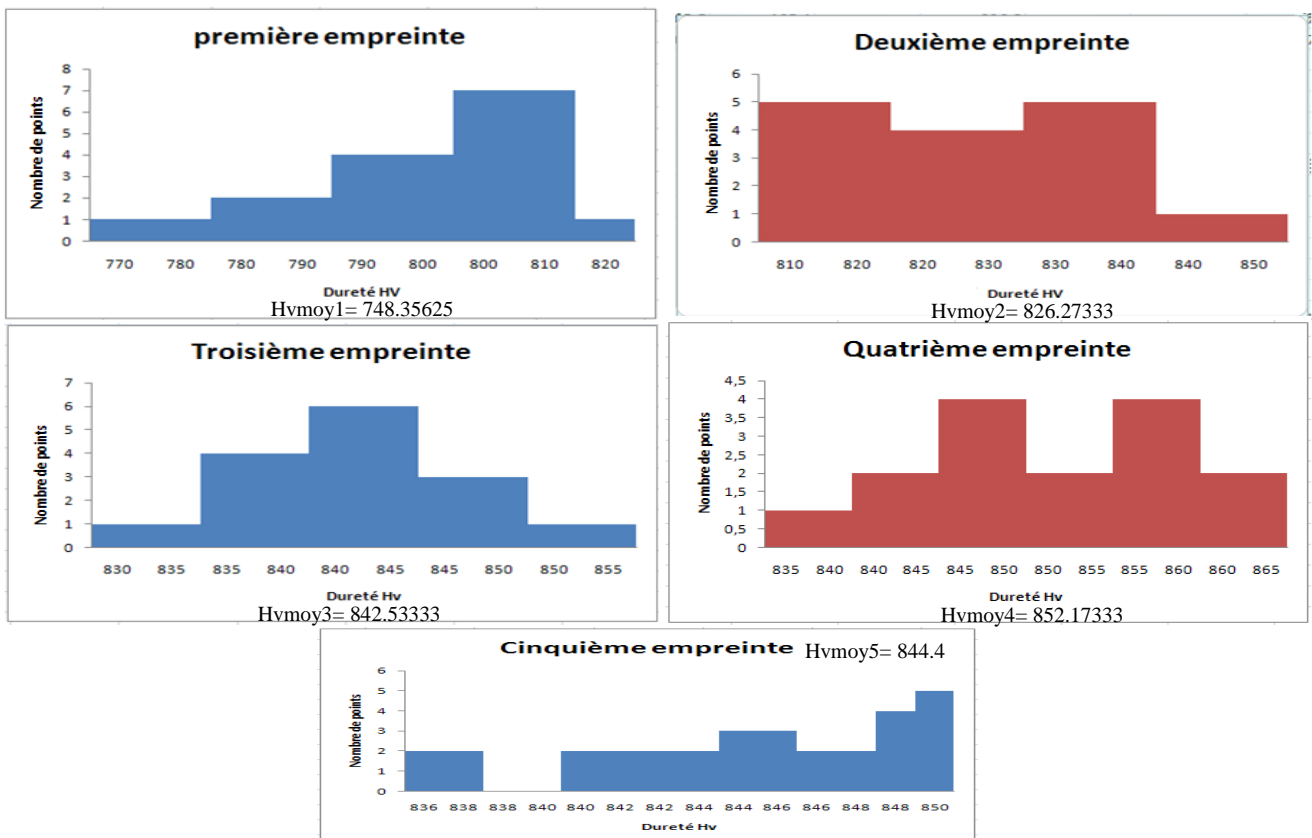 première empreinte
8
7
6
5
4
3
2
1
0
Nombre de points
770 780 780 790 790 800 800 810 820
Dureté HV
Hvmoy1= 748.35625
Deuxième empreinte
6
5
4
3
2
1
0
Nombre de points
810 820 820 830 830 840 840 850
Dureté HV
Hvmoy2= 826.27333
Troisième empreinte
7
6
5
4
3
2
1
0
Nombre de points
830 835 835 840 840 845 845 850 850 855
Dureté Hv
Hvmoy3= 842.53333
Quatrième empreinte
4,5
4
3,5
3
2,5
2
1,5
1
0,5
0
Nombre de points
835 840 840 845 845 850 850 855 855 860 860 865
Dureté Hv
Hvmoy4= 852.17333
Cinquième empreinte Hvmoy5= 844.4
6
5
4
3
2
1
0
Nombre de points
836 838 838 840 840 842 842 844 844 846 846 848 848 850
Dureté Hv